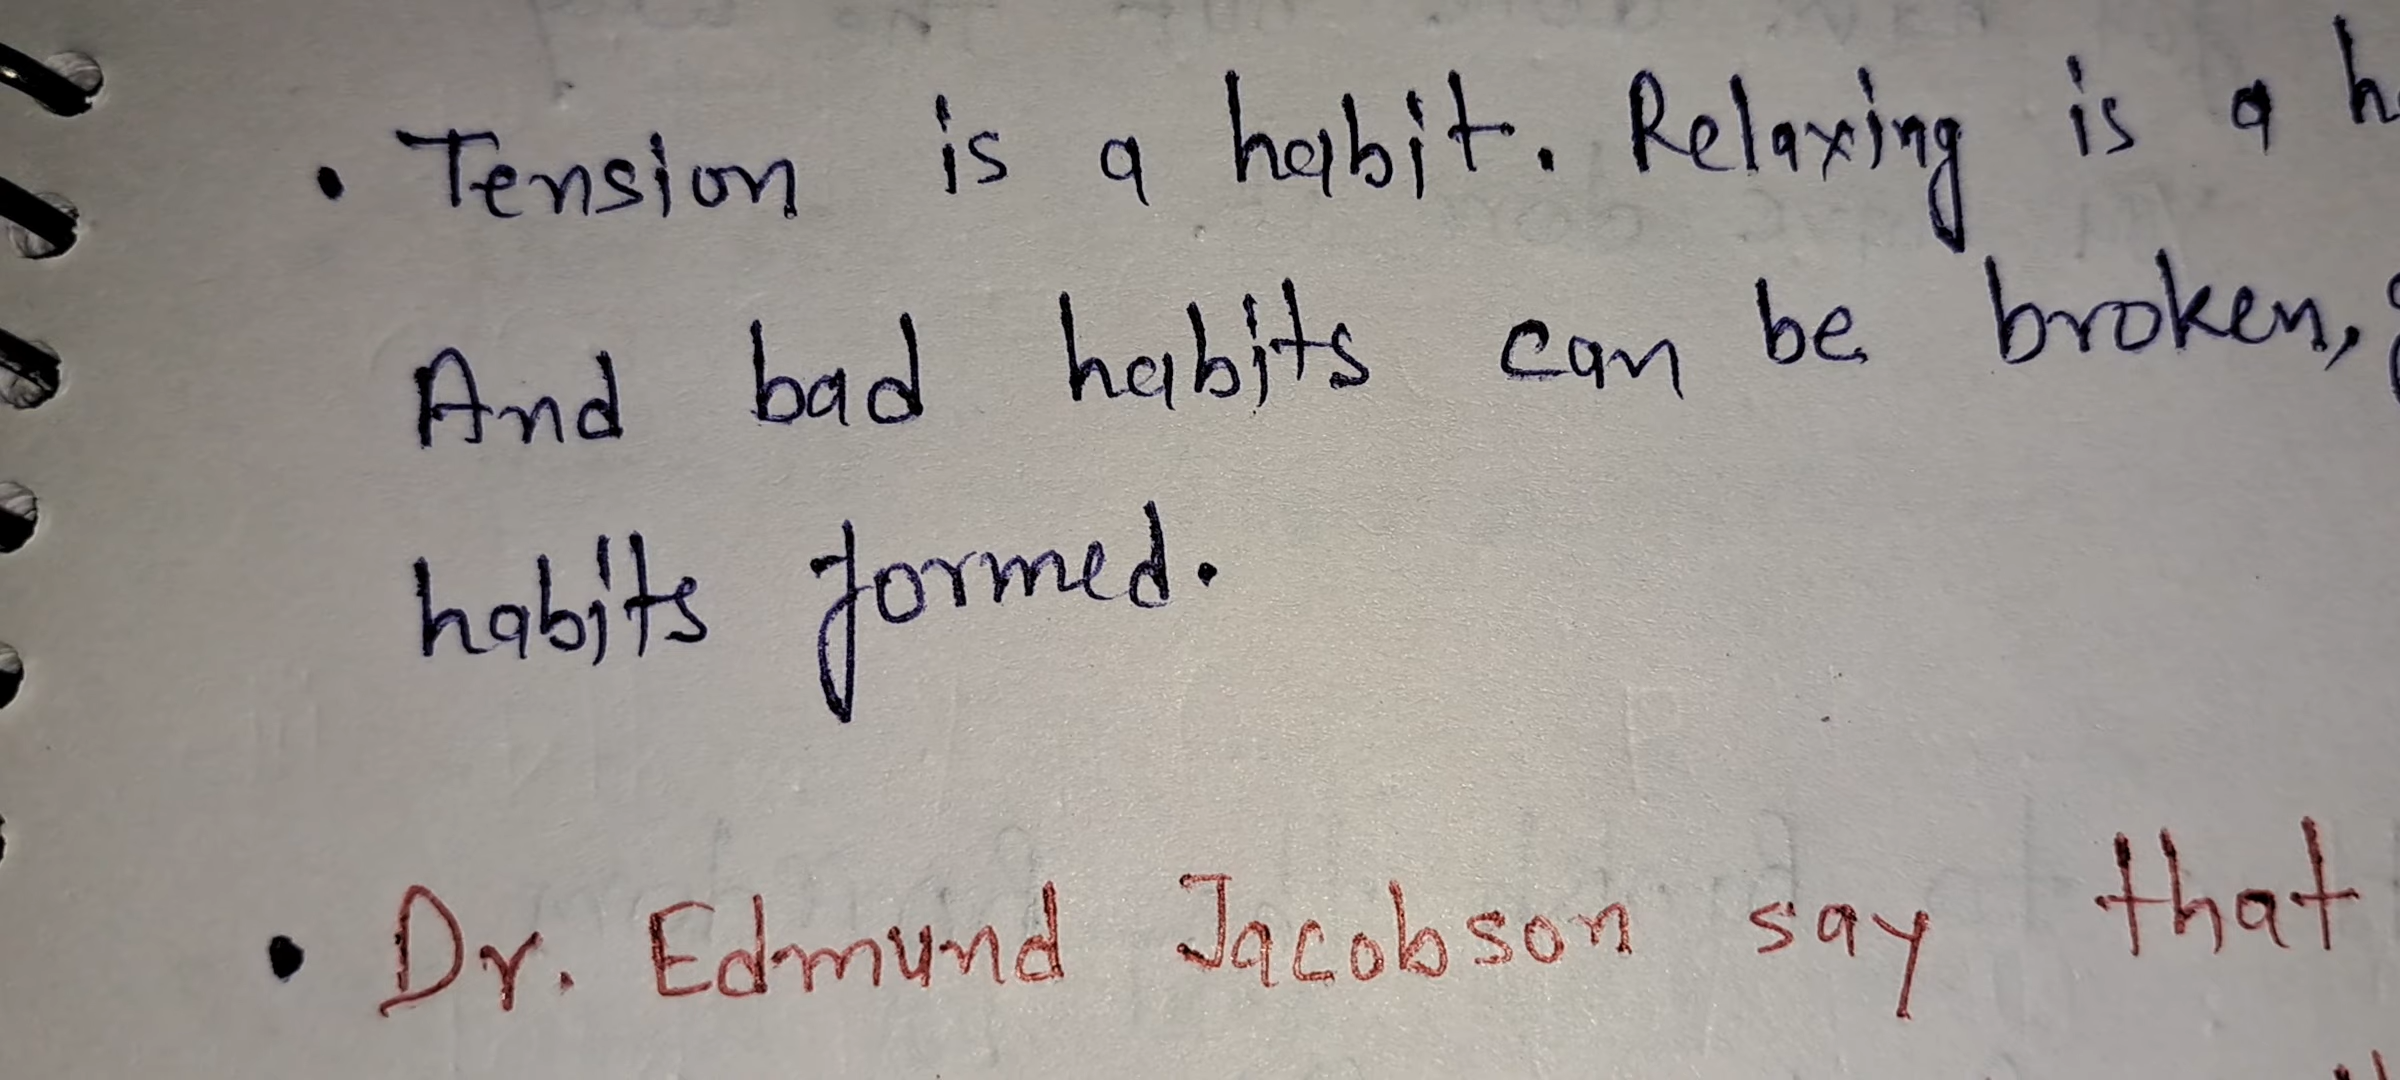 • Tension is a habit. Relaxing is a
And bad habits can be broken,
habits formed.
• Dr. Edmund Jacobson say that